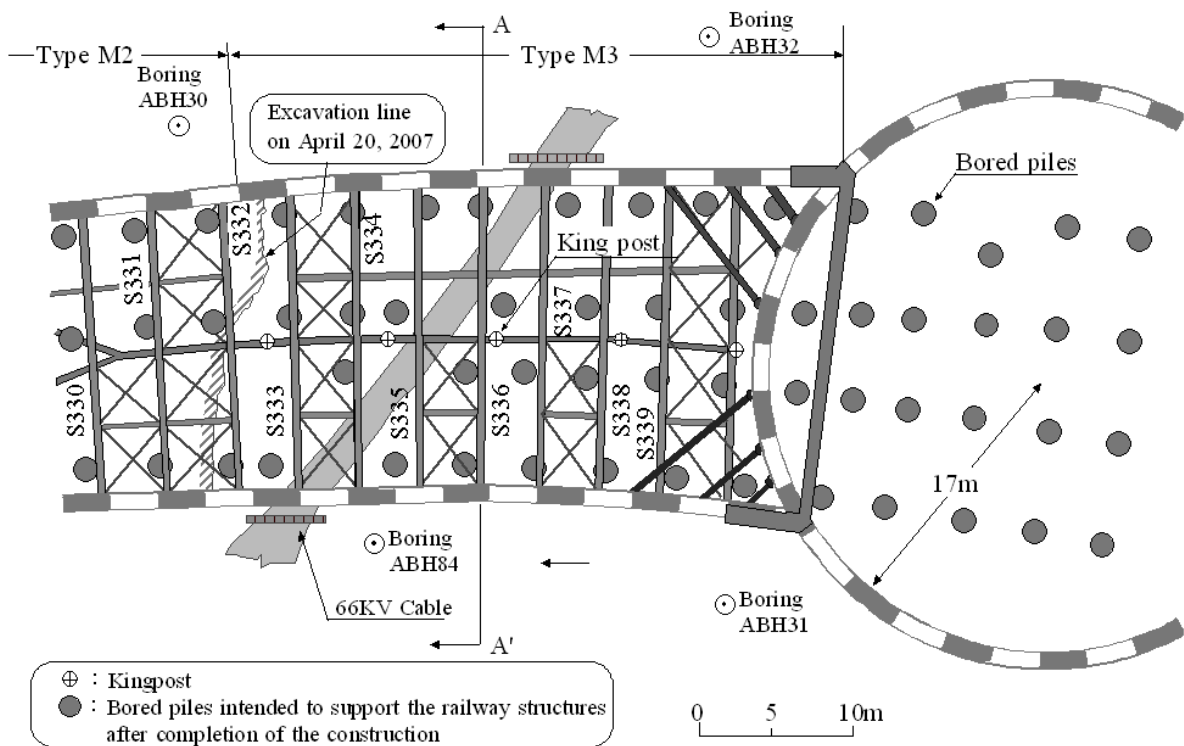 A
Type M2
Type M3
Boring
ABH32
Boring
ABH30
Excavation line
on April 20, 2007
Bored piles
S331
S332
S334
King post
S337
S330
S333
S335
S336
S338
S339
17m
Boring
ABH84
66KV Cable
Boring
ABH31
A'
: Kingpost
: Bored piles intended to support the railway structures
after completion of the construction
0 5 10m